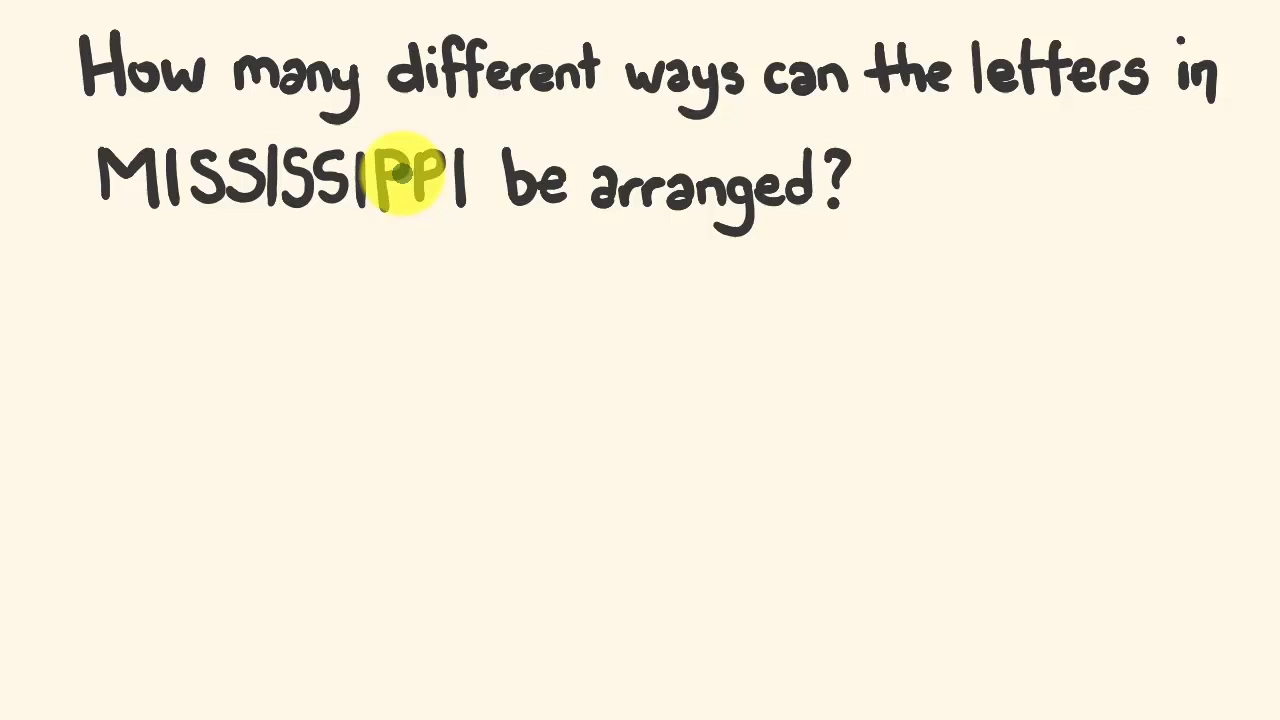 How many different ways can the letters in
MISSISSIPPI be arranged?